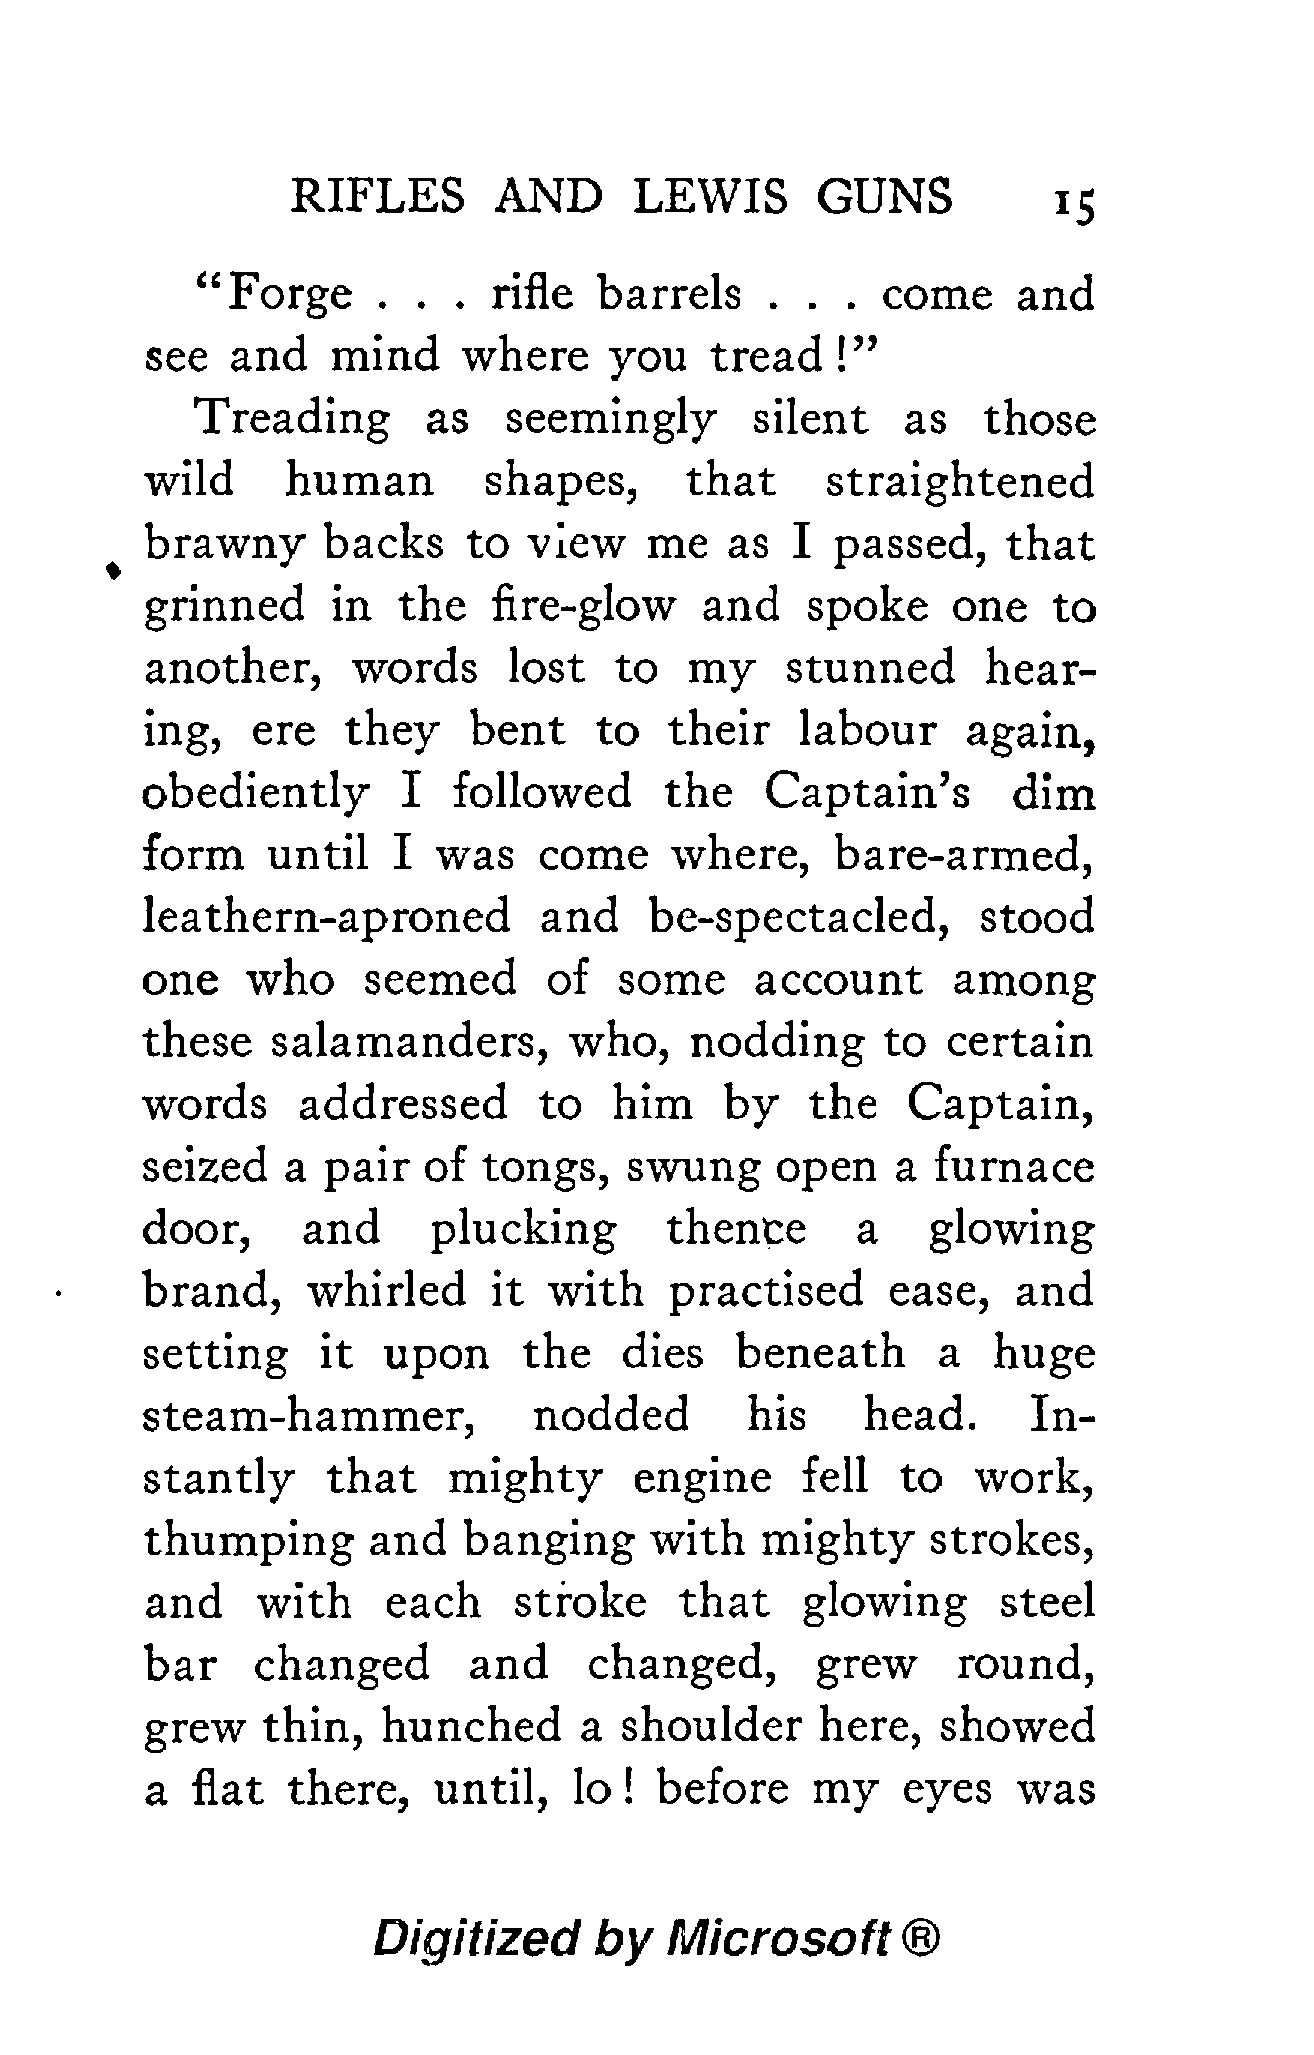 RIFLES AND LEWIS GUNS 15
"Forge . . . rifle barrels . . . come and
see and mind where you tread!"
Treading as seemingly silent as those
wild human shapes, that straightened
brawny backs to view me as I passed, that
grinned in the fire-glow and spoke one to
another, words lost to my stunned hear-
ing, ere they bent to their labour again,
obediently I followed the Captain's dim
form until I was come where, bare-armed,
leathern-aproned and be-spectacled, stood
one who seemed of some account among
these salamanders, who, nodding to certain
words addressed to him by the Captain,
seized a pair of tongs, swung open a furnace
door, and plucking thence a glowing
brand, whirled it with practised ease, and
setting it upon the dies beneath a huge
steam-hammer, nodded his head. In-
stantly that mighty engine fell to work,
thumping and banging with mighty strokes,
and with each stroke that glowing steel
bar changed and changed, grew round,
grew thin, hunched a shoulder here, showed
a flat there, until, lo! before my eyes was
Digitized by Microsoft ®